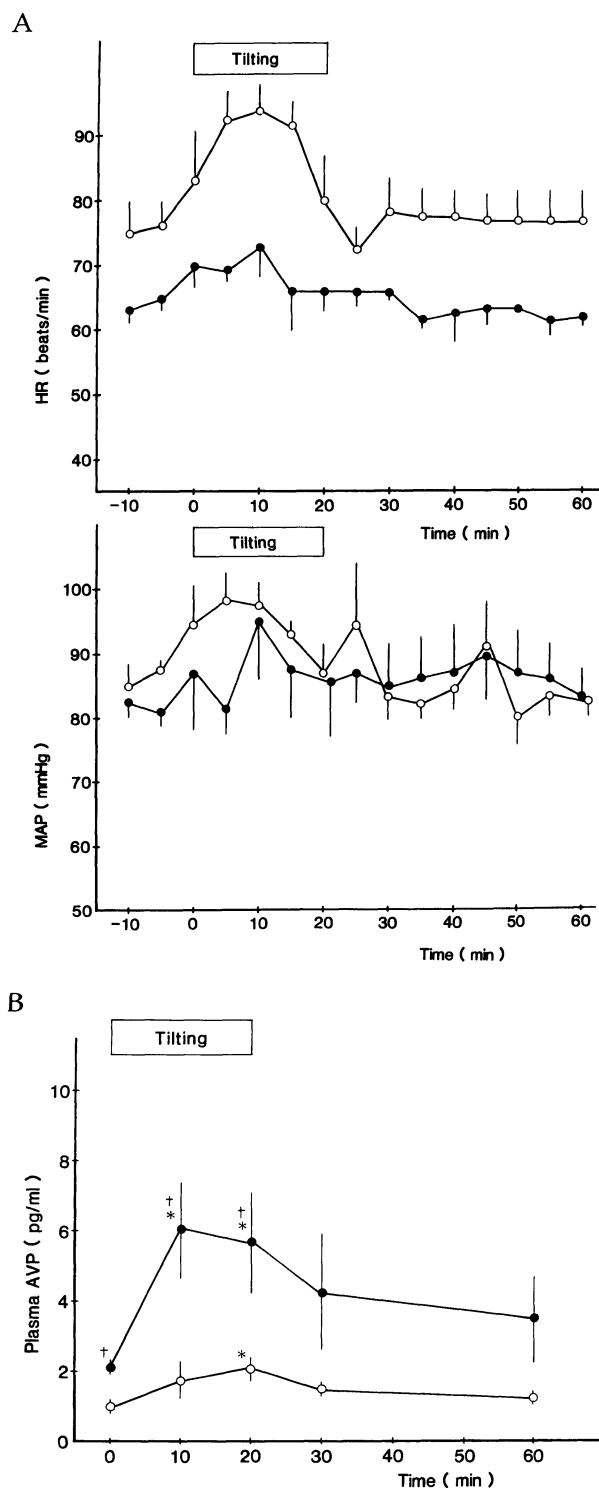 A
Tilting
90
80
70
60
50
40
HR ( beats/min )
-10 0 10 20 30 40 50 60
Time ( min )
Tilting
100
90
80
70
60
50
MAP ( mmHg )
-10 0 10 20 30 40 50 60
Time ( min )
B
Tilting
10
8
6
4
2
0
Plasma AVP ( pg/ml )
†
*
†
*
†
*
0 10 20 30 40 50 60
Time ( min )